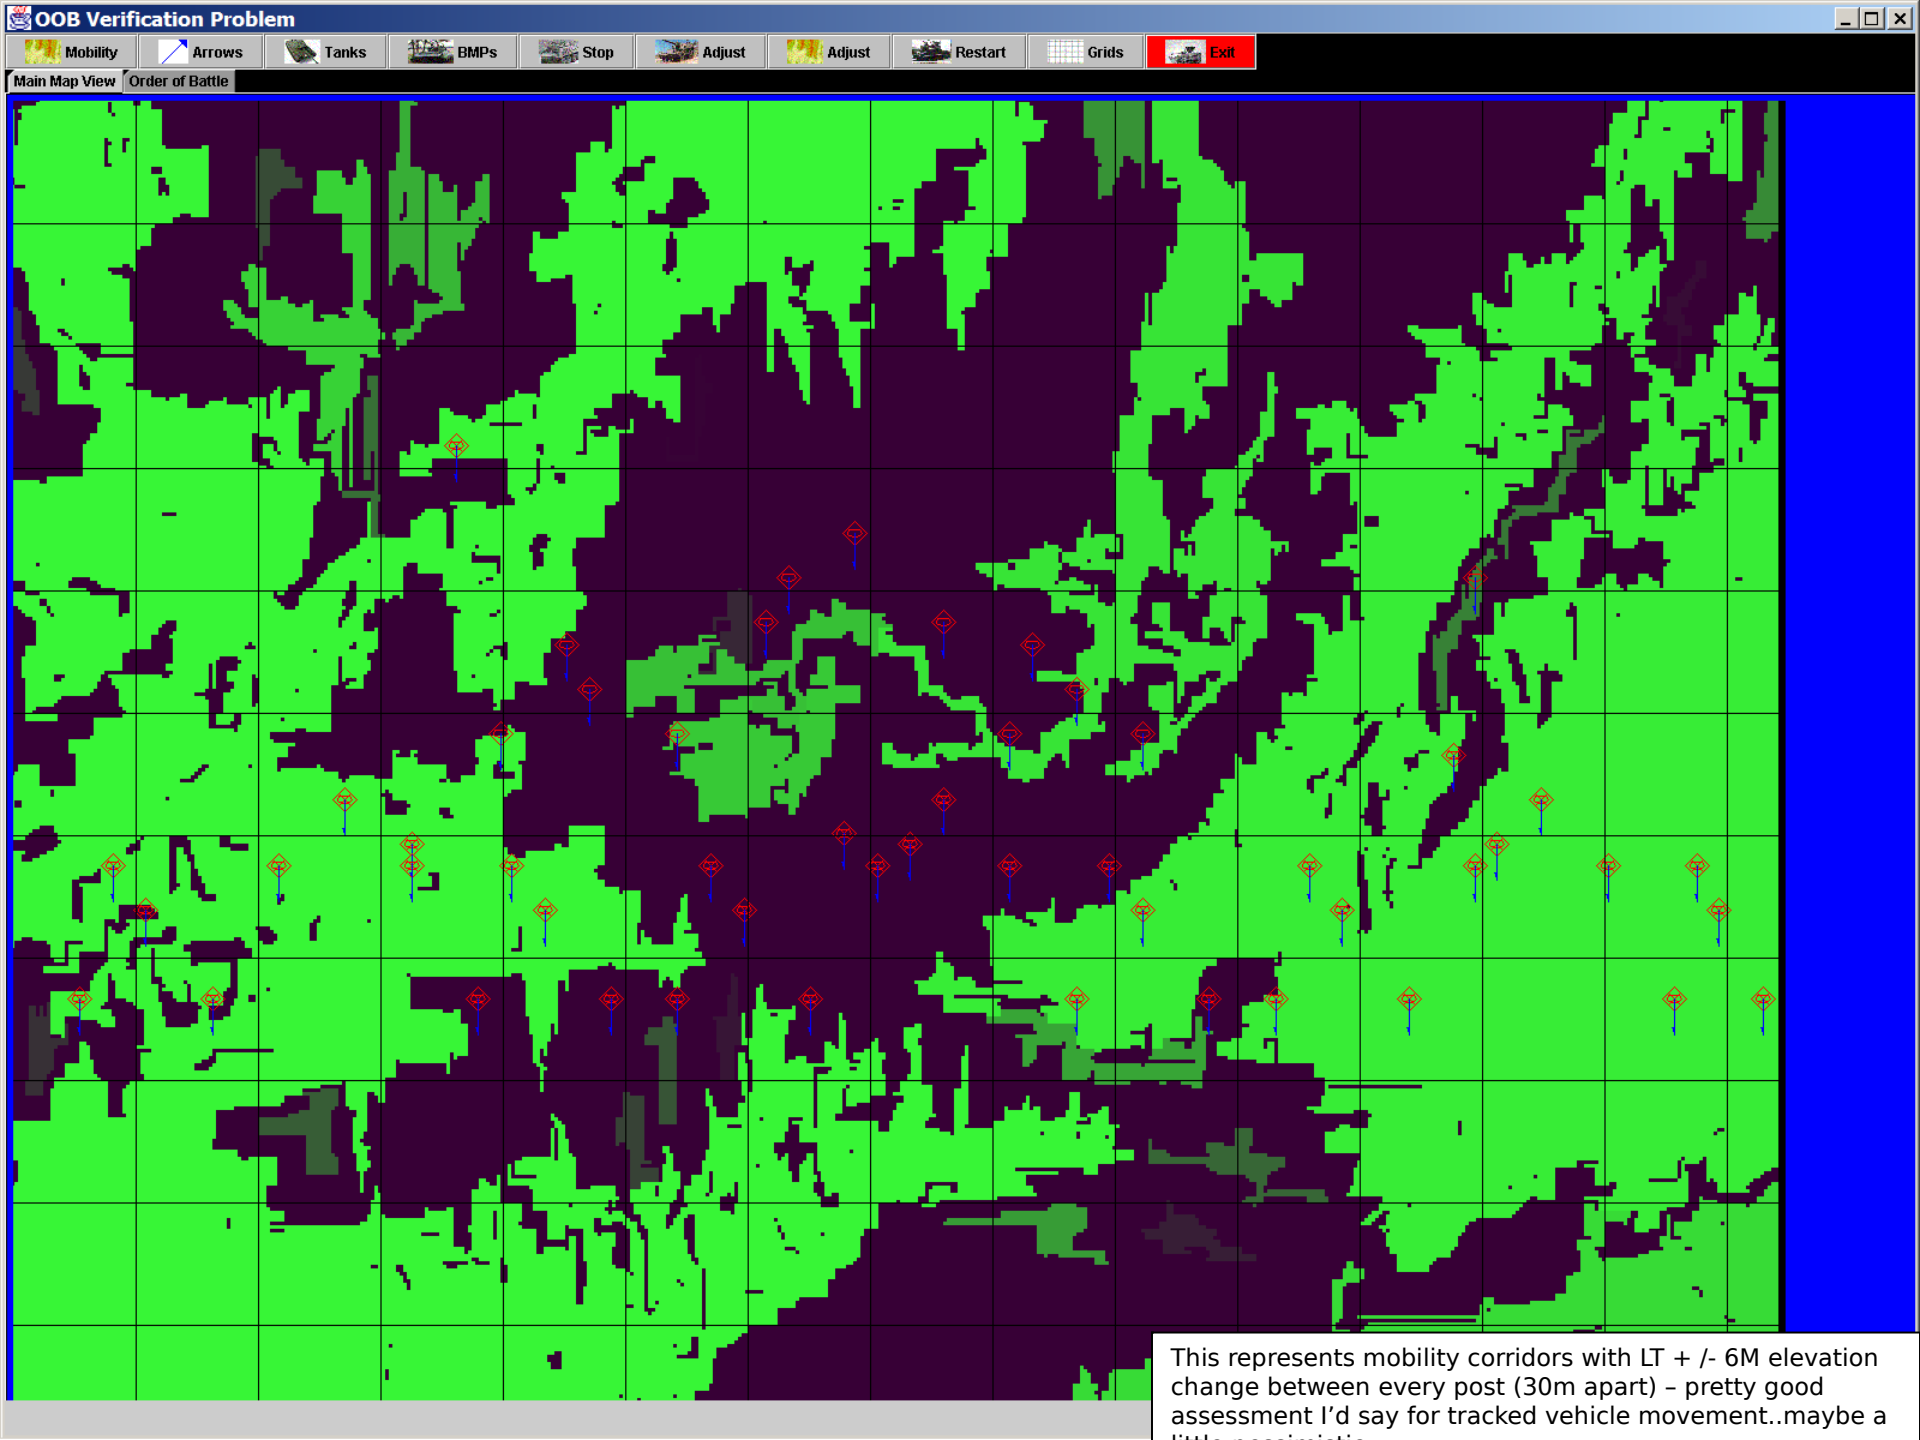 OOB Verification Problem
Mobility Arrows Tanks BMPs Stop Adjust Adjust Restart Grids Exit
Main Map View Order of Battle
This represents mobility corridors with LT + /- 6M elevation
change between every post (30m apart) – pretty good
assessment I’d say for tracked vehicle movement..maybe a